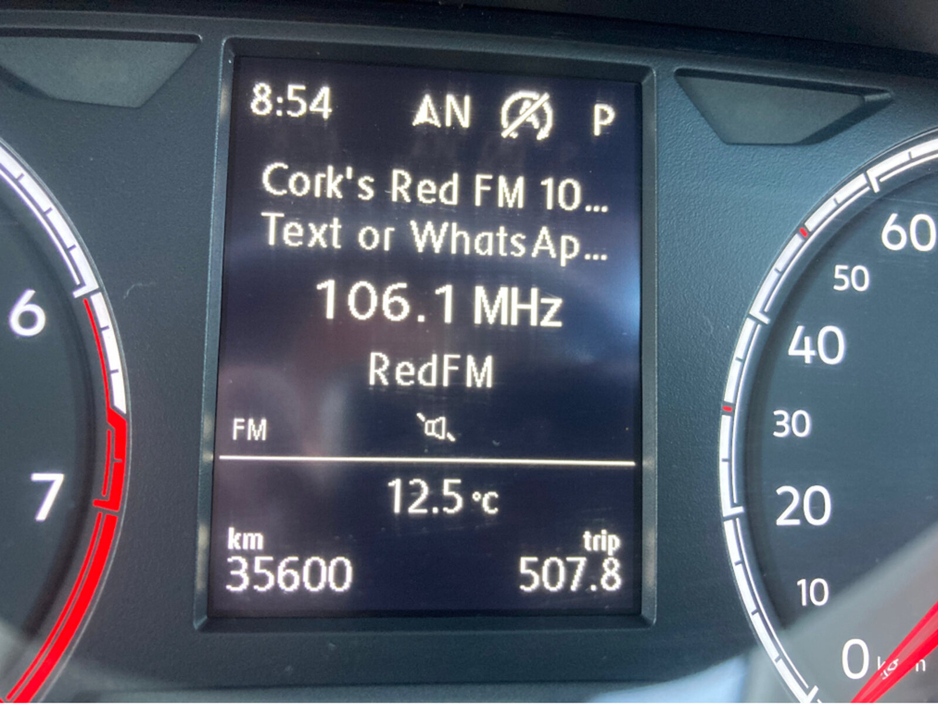 8:54 N P
Cork's Red FM 10...
Text or WhatsAp...
106.1 MHz
RedFM
FM
12.5 °C
km trip
35600 507.8
6
7
60
50
40
30
20
10
0